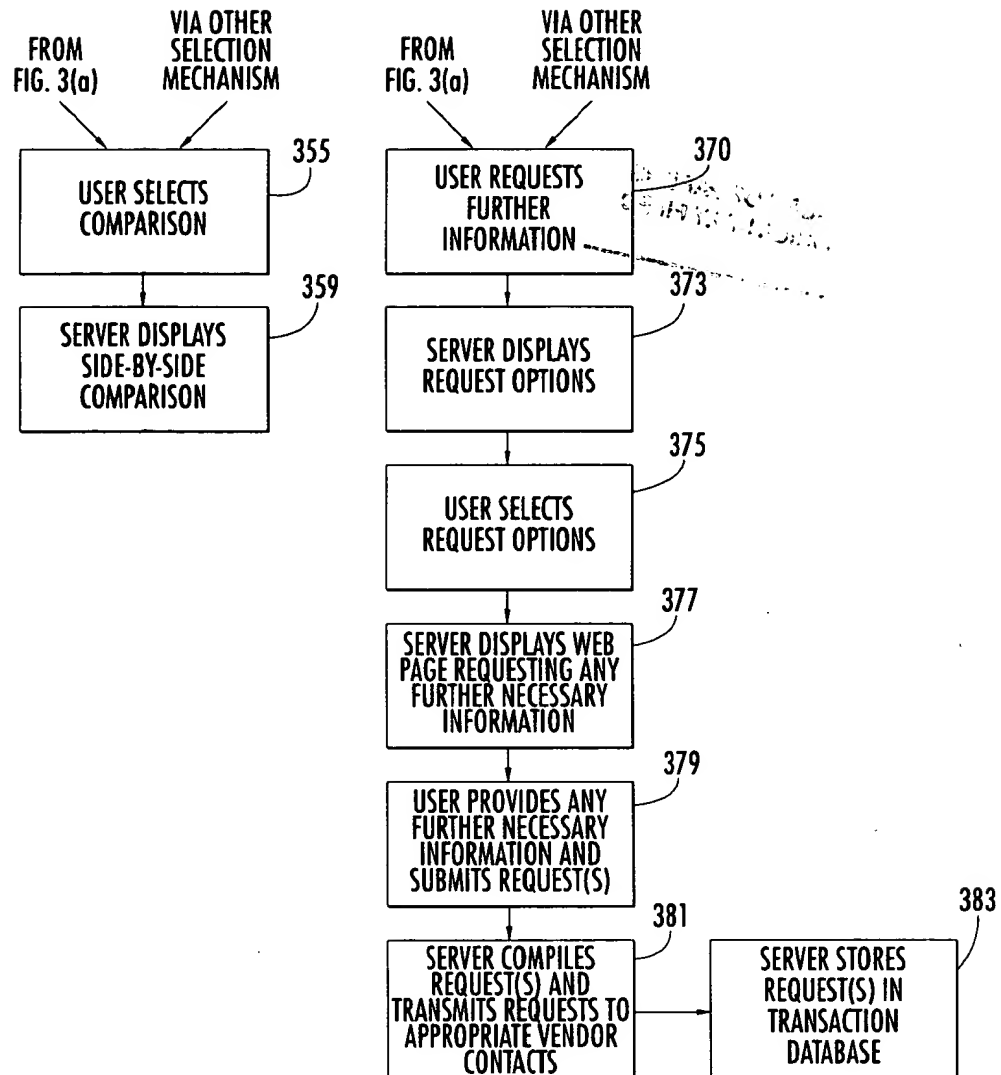 FROM
FIG. 3(a)
VIA OTHER
SELECTION
MECHANISM
USER SELECTS
COMPARISON
355
SERVER DISPLAYS
SIDE-BY-SIDE
COMPARISON
359
FROM
FIG. 3(a)
VIA OTHER
SELECTION
MECHANISM
USER REQUESTS
FURTHER
INFORMATION
370
SERVER DISPLAYS
REQUEST OPTIONS
373
USER SELECTS
REQUEST OPTIONS
375
SERVER DISPLAYS WEB
PAGE REQUESTING ANY
FURTHER NECESSARY
INFORMATION
377
USER PROVIDES ANY
FURTHER NECESSARY
INFORMATION AND
SUBMITS REQUEST(S)
379
SERVER COMPILES
REQUEST(S) AND
TRANSMITS REQUESTS TO
APPROPRIATE VENDOR
CONTACTS
381
SERVER STORES
REQUEST(S) IN
TRANSACTION
DATABASE
383